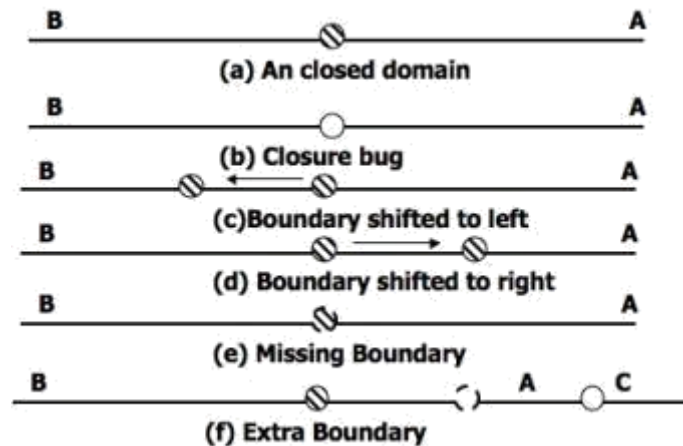 B A
(a) An closed domain
B A
(b) Closure bug
B A
(c)Boundary shifted to left
B A
(d) Boundary shifted to right
B A
(e) Missing Boundary
B A C
(f) Extra Boundary